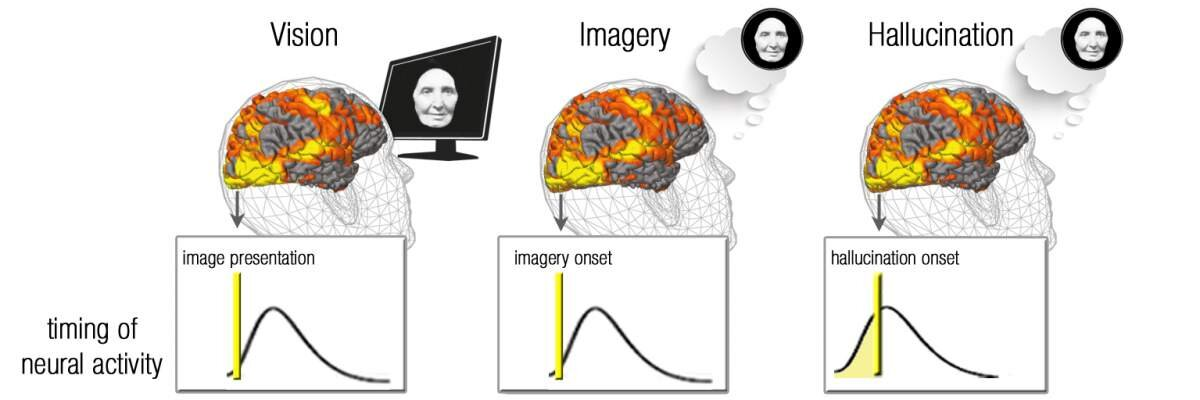 Vision
Imagery
Hallucination
image presentation
imagery onset
hallucination onset
timing of
neural activity